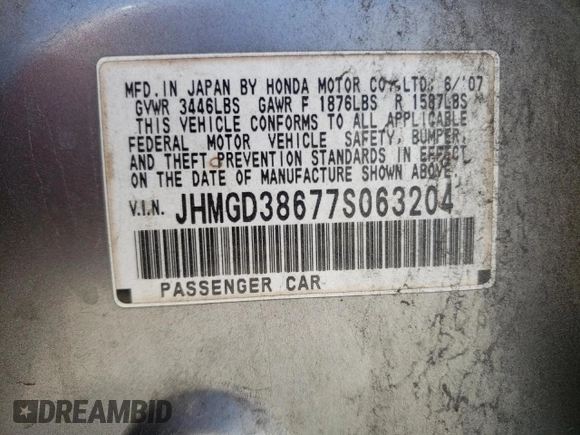 MFD. IN JAPAN BY HONDA MOTOR CO., LTD. 6/'07
GVWR 3446LBS GAWR F 1876LBS R 1587LBS
THIS VEHICLE CONFORMS TO ALL APPLICABLE
FEDERAL MOTOR VEHICLE SAFETY, BUMPER,
AND THEFT PREVENTION STANDARDS IN EFFECT
ON THE DATE OF MANUFACTURE SHOWN ABOVE.
V.I.N. JHMGD38677S063204
PASSENGER CAR
DREAMBID